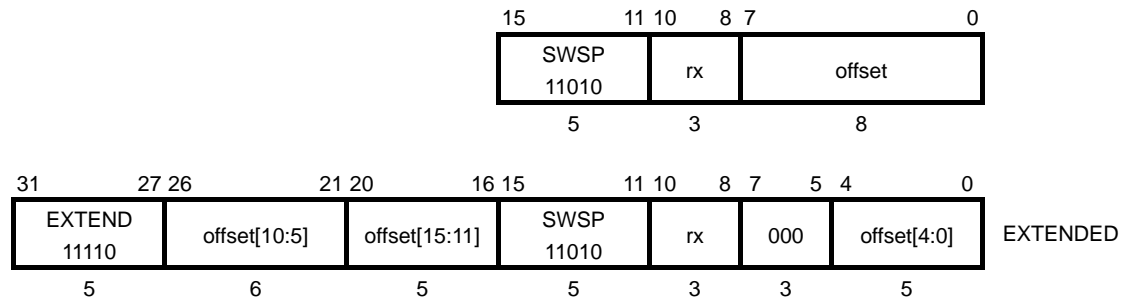 15 11 10 8 7 0
SWSP
11010 rx offset
5 3 8
31 27 26 21 20 16 15 11 10 8 7 5 4 0
EXTEND
11110 offset[10:5] offset[15:11] SWSP
11010 rx 000 offset[4:0] EXTENDED
5 6 5 5 3 3 5